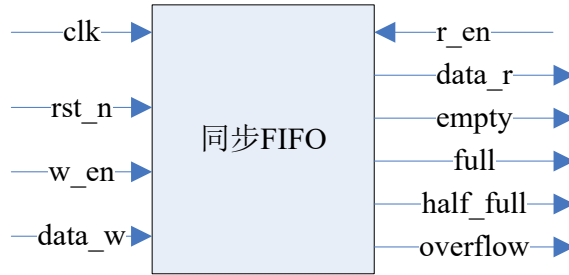 clk
rst_n
w_en
data_w
同步FIFO
r_en
data_r
empty
full
half_full
overflow